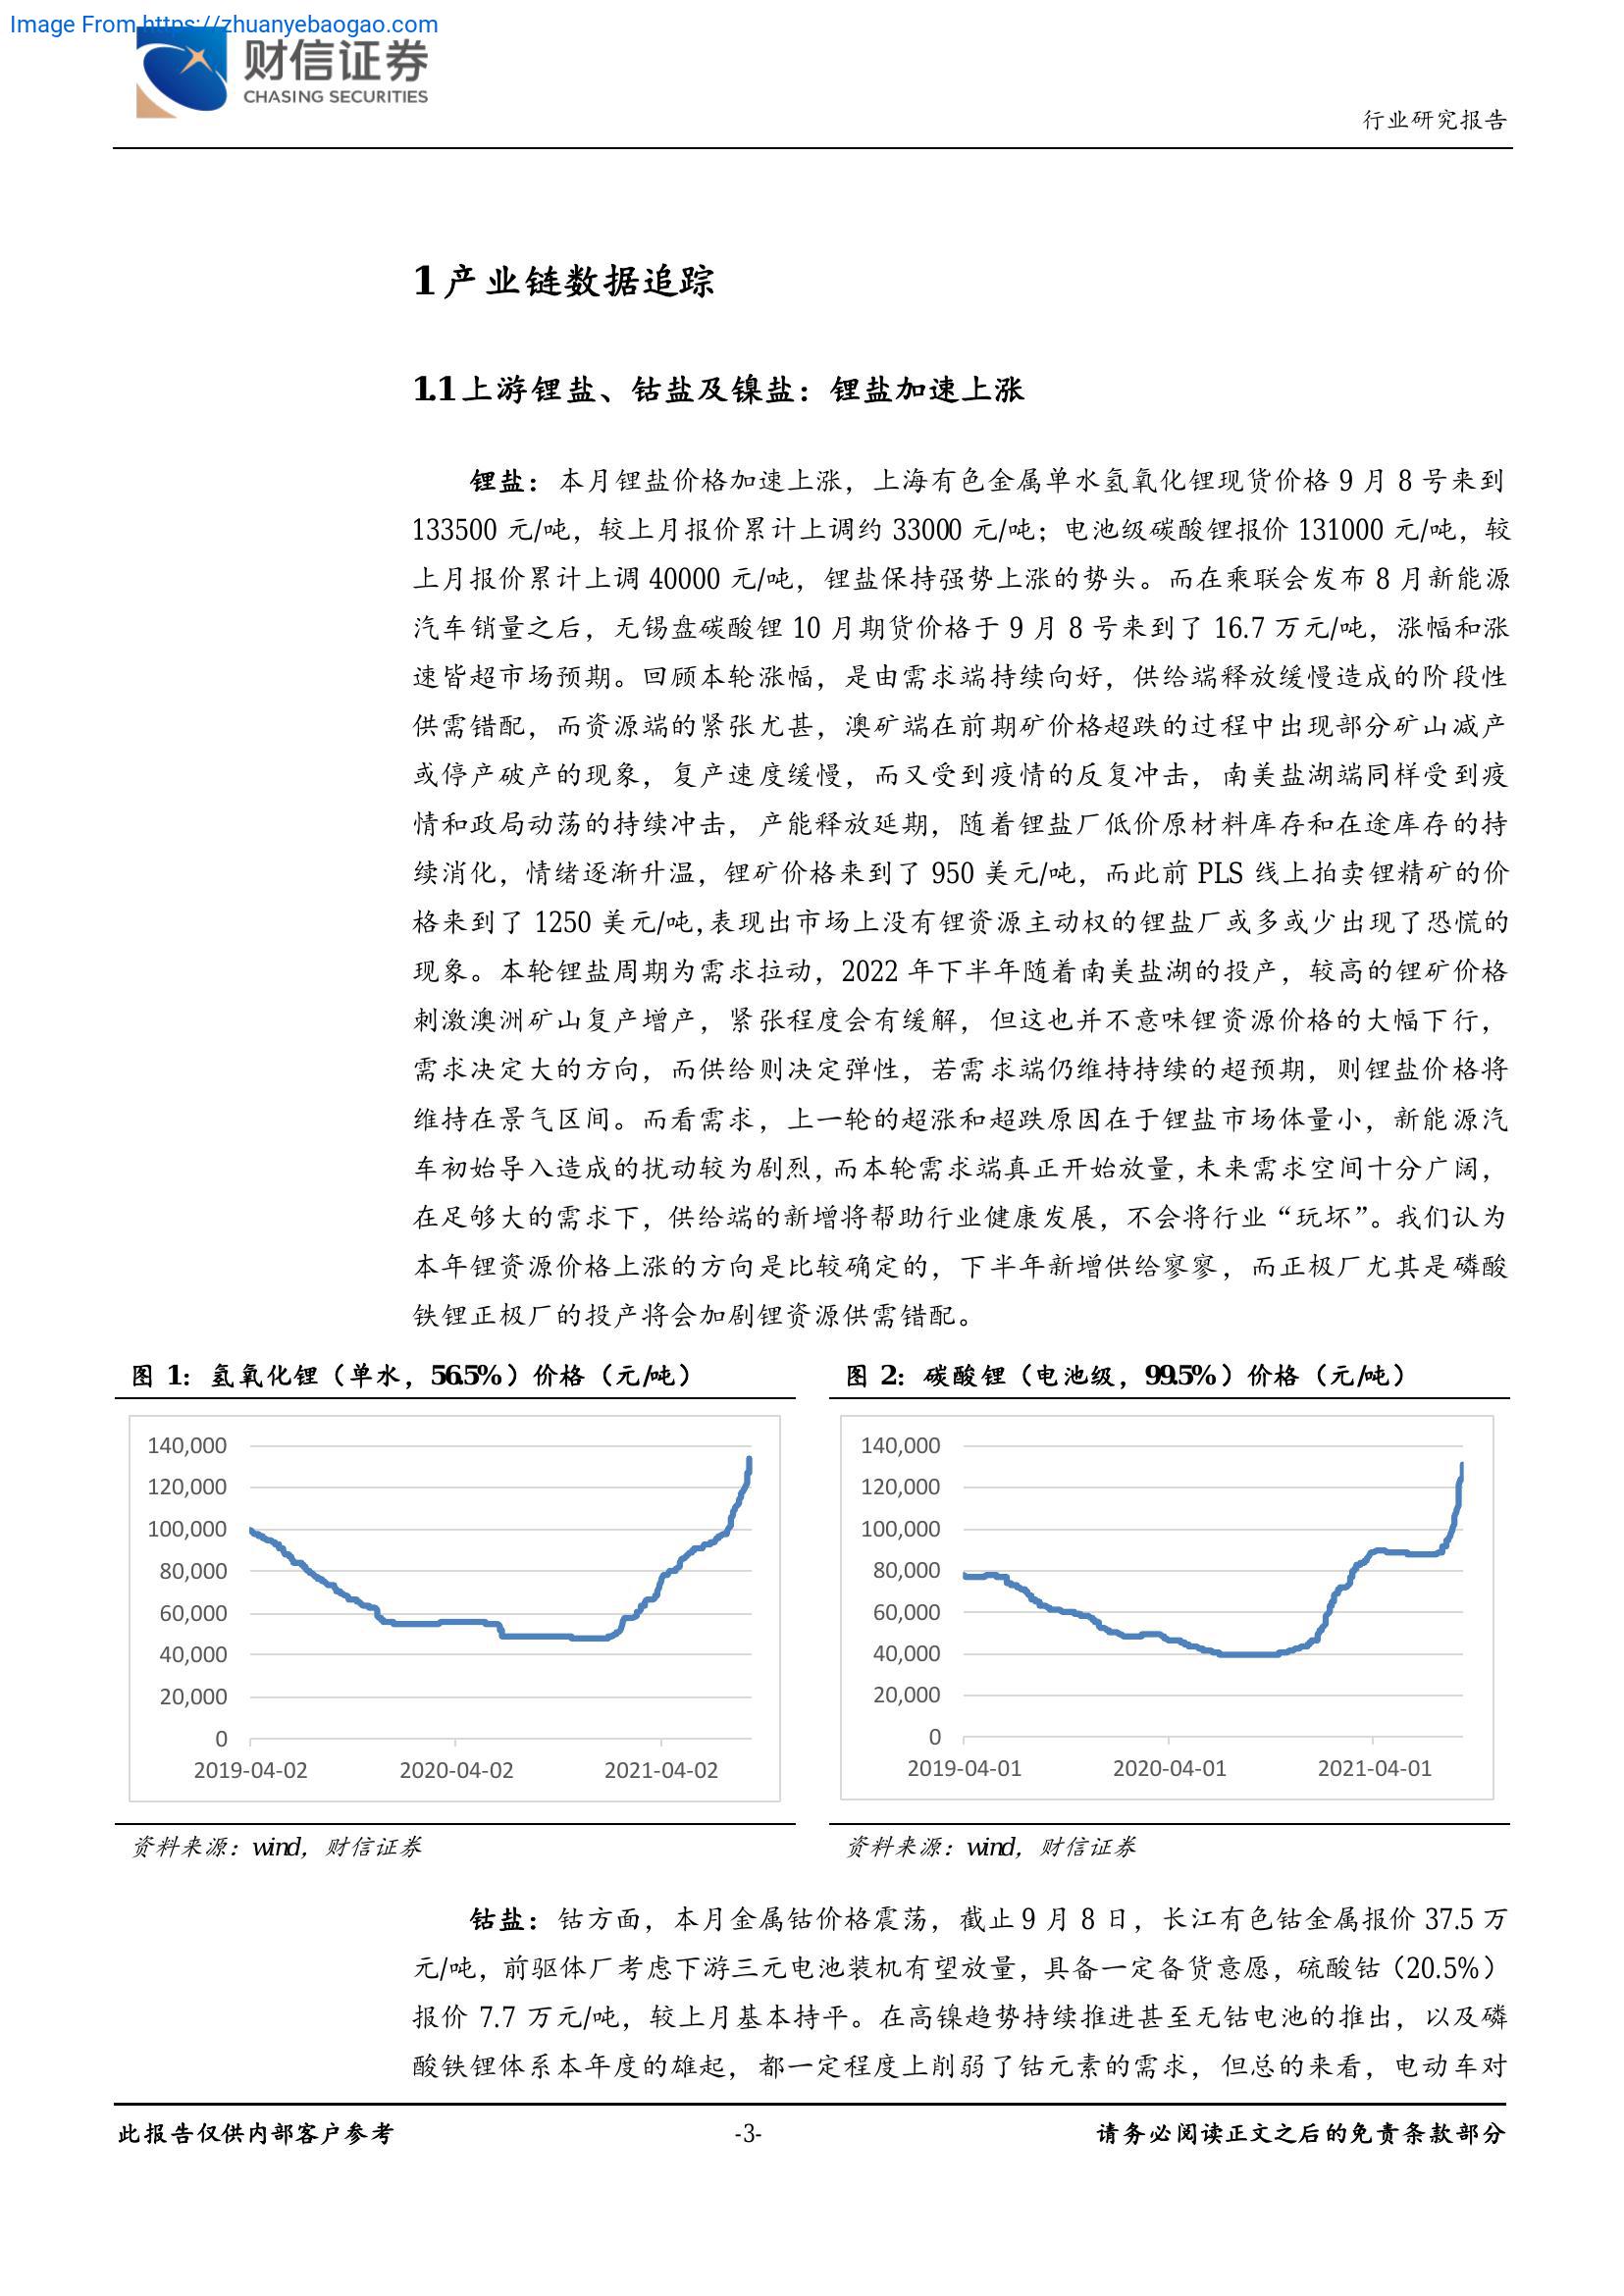 Image From https://zhuanyebaogao.com
财信证券
CHASING SECURITIES
行业研究报告
1 产业链数据追踪
1.1 上游锂盐、钴盐及镍盐：锂盐加速上涨
锂盐：本月锂盐价格加速上涨，上海有色金属单水氢氧化锂现货价格 9 月 8 号来到
133500 元/吨，较上月报价累计上调约 33000 元/吨；电池级碳酸锂报价 131000 元/吨，较
上月报价累计上调 40000 元/吨，锂盐保持强势上涨的势头。而在乘联会发布 8 月新能源
汽车销量之后，无锡盘碳酸锂 10 月期货价格于 9 月 8 号来到了 16.7 万元/吨，涨幅和涨
速皆超市场预期。回顾本轮涨幅，是由需求端持续向好，供给端释放缓慢造成的阶段性
供需错配，而资源端的紧张尤甚，澳矿端在前期矿价格超跌的过程中出现部分矿山减产
或停产破产的现象，复产速度缓慢，而又受到疫情的反复冲击，南美盐湖端同样受到疫
情和政局动荡的持续冲击，产能释放延期，随着锂盐厂低价原材料库存和在途库存的持
续消化，情绪逐渐升温，锂矿价格来到了 950 美元/吨，而此前 PLS 线上拍卖锂精矿的价
格来到了 1250 美元/吨，表现出市场上没有锂资源主动权的锂盐厂或多或少出现了恐慌的
现象。本轮锂盐周期为需求拉动，2022 年下半年随着南美盐湖的投产，较高的锂矿价格
刺激澳洲矿山复产增产，紧张程度会有缓解，但这也并不意味锂资源价格的大幅下行，
需求决定大的方向，而供给则决定弹性，若需求端仍维持持续的超预期，则锂盐价格将
维持在景气区间。而看需求，上一轮的超涨和超跌原因在于锂盐市场体量小，新能源汽
车初始导入造成的扰动较为剧烈，而本轮需求端真正开始放量，未来需求空间十分广阔，
在足够大的需求下，供给端的新增将帮助行业健康发展，不会将行业“玩坏”。我们认为
本年锂资源价格上涨的方向是比较确定的，下半年新增供给寥寥，而正极厂尤其是磷酸
铁锂正极厂的投产将会加剧锂资源供需错配。
图 1：氢氧化锂（单水，56.5%）价格（元/吨）
140,000
120,000
100,000
80,000
60,000
40,000
20,000
0
2019-04-02 2020-04-02 2021-04-02
资料来源：wind，财信证券
图 2：碳酸锂（电池级，99.5%）价格（元/吨）
140,000
120,000
100,000
80,000
60,000
40,000
20,000
0
2019-04-01 2020-04-01 2021-04-01
资料来源：wind，财信证券
钴盐：钴方面，本月金属钴价格震荡，截止 9 月 8 日，长江有色钴金属报价 37.5 万
元/吨，前驱体厂考虑下游三元电池装机有望放量，具备一定备货意愿，硫酸钴（20.5%）
报价 7.7 万元/吨，较上月基本持平。在高镍趋势持续推进甚至无钴电池的推出，以及磷
酸铁锂体系本年度的雄起，都一定程度上削弱了钴元素的需求，但总的来看，电动车对
此报告仅供内部客户参考
-3-
请务必阅读正文之后的免责条款部分